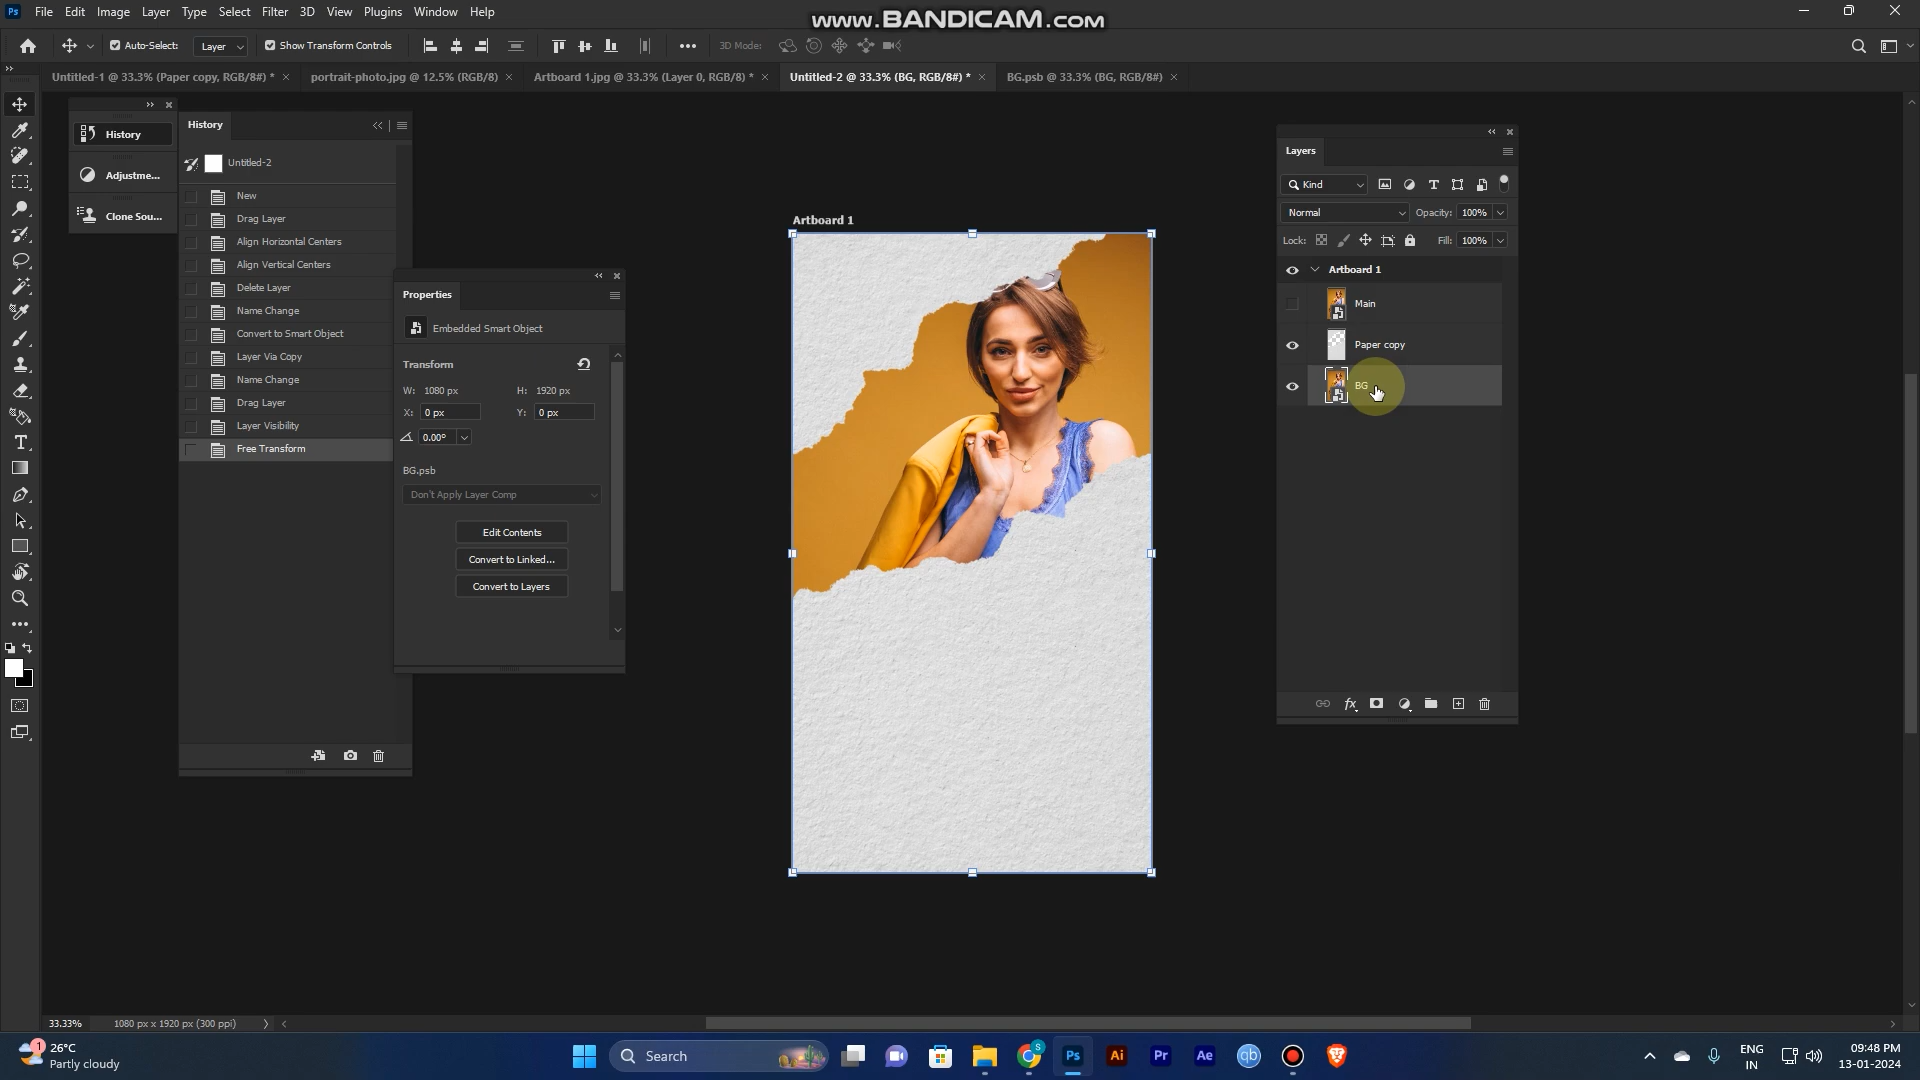 Ps File Edit Image Layer Type Select Filter 3D View Plugins Window Help
www.BANDICAM.com
Auto-Select: Layer Show Transform Controls 3D Mode:
Untitled-1 @ 33.3% (Paper copy, RGB/8#) * portrait-photo.jpg @ 12.5% (RGB/8) Artboard 1.jpg @ 33.3% (Layer 0, RGB/8) * Untitled-2 @ 33.3% (BG, RGB/8#) * BG.psb @ 33.3% (BG, RGB/8#)
History
Adjustme...
Clone Sou...
History
Untitled-2
New
Drag Layer
Align Horizontal Centers
Align Vertical Centers
Delete Layer
Name Change
Convert to Smart Object
Layer Via Copy
Name Change
Drag Layer
Layer Visibility
Free Transform
Properties
Embedded Smart Object
Transform
W: 1080 px H: 1920 px
X: 0 px Y: 0 px
0.00°
BG.psb
Don't Apply Layer Comp
Edit Contents
Convert to Linked...
Convert to Layers
Artboard 1
Layers
Kind
Normal Opacity: 100%
Lock: Fill: 100%
Artboard 1
Main
Paper copy
BG
33.33% 1080 px x 1920 px (300 ppi)
1
26°C
Partly cloudy
Search
S
Ps Ai Pr Ae qb
ENG
IN
09:48 PM
13-01-2024